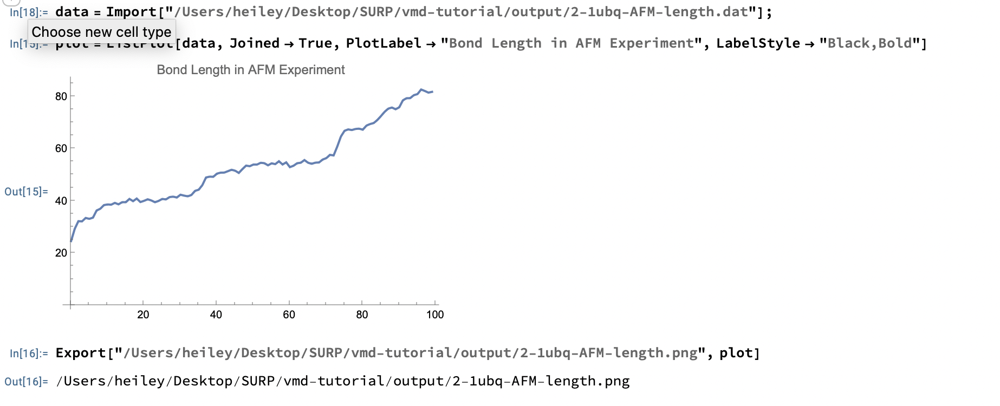 In[18]:= data = Import["/Users/heiley/Desktop/SURP/vmd-tutorial/output/2-1ubq-AFM-length.dat"];
Choose new cell type
In[15]:= plot = ListPlot[data, Joined → True, PlotLabel → "Bond Length in AFM Experiment", LabelStyle → "Black,Bold"]
Bond Length in AFM Experiment
80
60
Out[15]=
40
20
20 40 60 80 100
In[16]:= Export["/Users/heiley/Desktop/SURP/vmd-tutorial/output/2-1ubq-AFM-length.png", plot]
Out[16]= /Users/heiley/Desktop/SURP/vmd-tutorial/output/2-1ubq-AFM-length.png